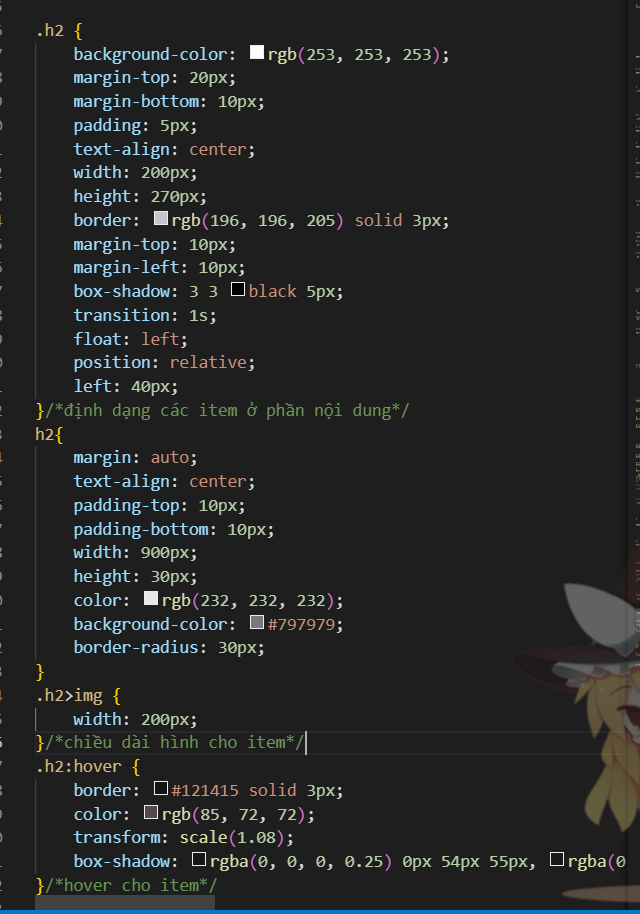 .h2 {
background-color: rgb(253, 253, 253);
margin-top: 20px;
margin-bottom: 10px;
padding: 5px;
text-align: center;
width: 200px;
height: 270px;
border: rgb(196, 196, 205) solid 3px;
margin-top: 10px;
margin-left: 10px;
box-shadow: 3 3 black 5px;
transition: 1s;
float: left;
position: relative;
left: 40px;
}/*định dạng các item ở phần nội dung*/
h2{
margin: auto;
text-align: center;
padding-top: 10px;
padding-bottom: 10px;
width: 900px;
height: 30px;
color: rgb(232, 232, 232);
background-color: #797979;
border-radius: 30px;
}
.h2>img {
width: 200px;
}/*chiều dài hình cho item*/
.h2:hover {
border: #121415 solid 3px;
color: rgb(85, 72, 72);
transform: scale(1.08);
box-shadow: rgba(0, 0, 0, 0.25) 0px 54px 55px, rgba(0
}/*hover cho item*/